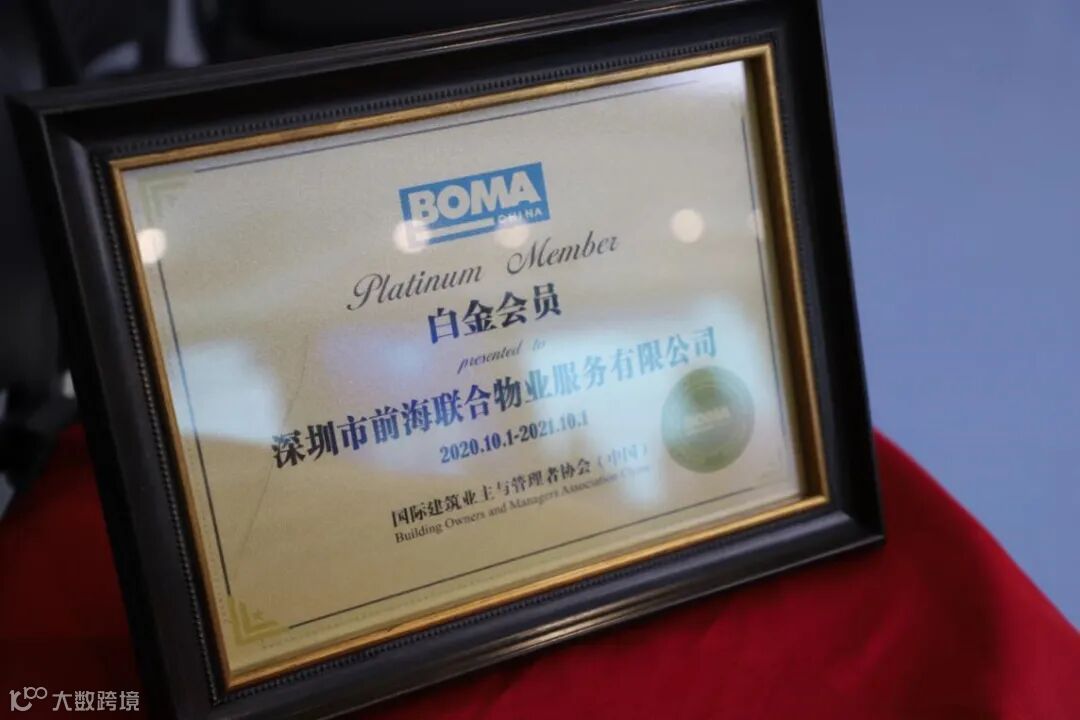 BOMA
CHINA
Platinum Member
白金会员
presented to
深圳市前海联合物业服务有限公司
2020.10.1-2021.10.1
BOMA
国际建筑业主与管理者协会（中国）
Building Owners and Managers Association China
大数跨境